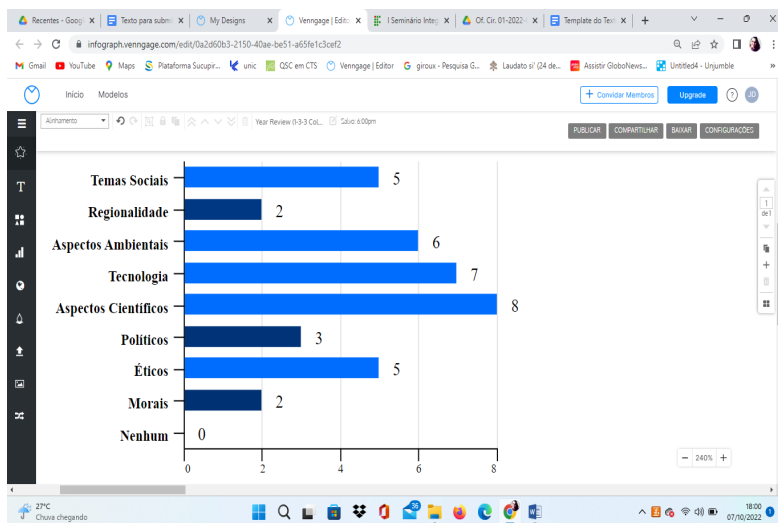 Recentes - Googl
Texto para subm
My Designs
Venngage | Edito
I Seminário Integ
Of. Cir. 01-2022-
Template do Text
infograph.venngage.com/edit/0a2d60b3-2150-40ae-be51-a65fe1c3cef2
Gmail YouTube Maps Plataforma Sucupir... unic QSC em CTS Venngage | Editor giroux - Pesquisa G... Laudato si' (24 de... Assistir GloboNews... Untitled4 - Unjumble »
Início Modelos + Convidar Membros Upgrade ? JD
Alinhamento Year Review (1-3-3 Col... Salvo: 6:00pm
PUBLICAR COMPARTILHAR BAIXAR CONFIGURAÇÕES
1
de 1
Temas Sociais 5
Regionalidade 2
Aspectos Ambientais 6
Tecnologia 7
Aspectos Científicos 8
Políticos 3
Éticos 5
Morais 2
Nenhum 0
0 2 4 6 8
− 240% +
27°C
Chuva chegando
36
18:00
07/10/2022